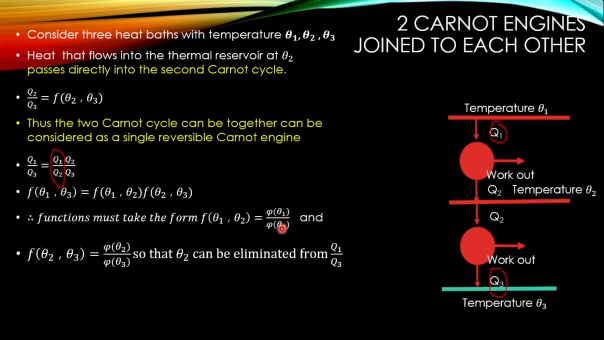 2 CARNOT ENGINES
JOINED TO EACH OTHER
• Consider three heat baths with temperature θ₁,θ₂ ,θ₃
• Heat that flows into the thermal reservoir at θ₂
passes directly into the second Carnot cycle.
• Q₂/Q₃ = f(θ₂ , θ₃)
• Thus the two Carnot cycle can be together can be
considered as a single reversible Carnot engine
• Q₁/Q₃ = Q₁/Q₂ Q₂/Q₃
• f(θ₁ , θ₃) = f(θ₁ , θ₂)f(θ₂ , θ₃)
• ∴ functions must take the form f(θ₁ , θ₂) = φ(θ₁)/φ(θ₂) and
• f(θ₂ , θ₃) = φ(θ₂)/φ(θ₃) so that θ₂ can be eliminated from Q₁/Q₃
Temperature θ₁
Q₁
Work out
Q₂ Temperature θ₂
Q₂
Work out
Q₃
Temperature θ₃